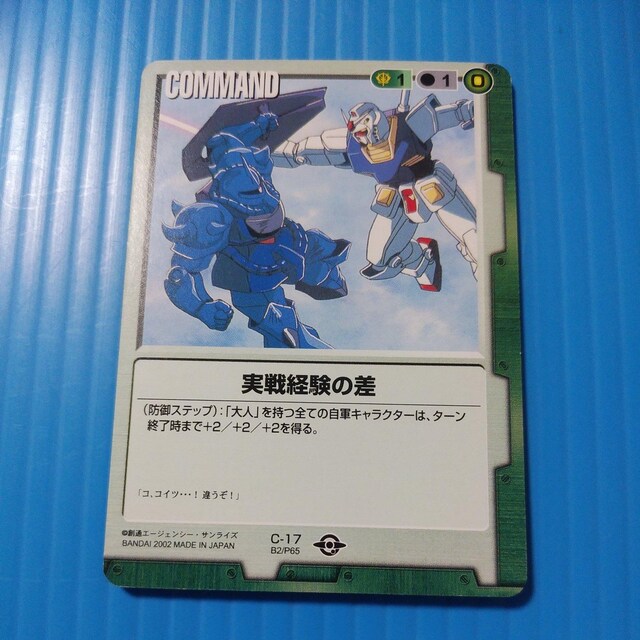 COMMAND
1 1 0
実戦経験の差
（防御ステップ）：「大人」を持つ全ての自軍キャラクターは、ターン
終了時まで+2／+2／+2を得る。
「コ、コイツ･･･！違うぞ！」
©創通エージェンシー・サンライズ
BANDAI 2002 MADE IN JAPAN
C-17
B2/P65